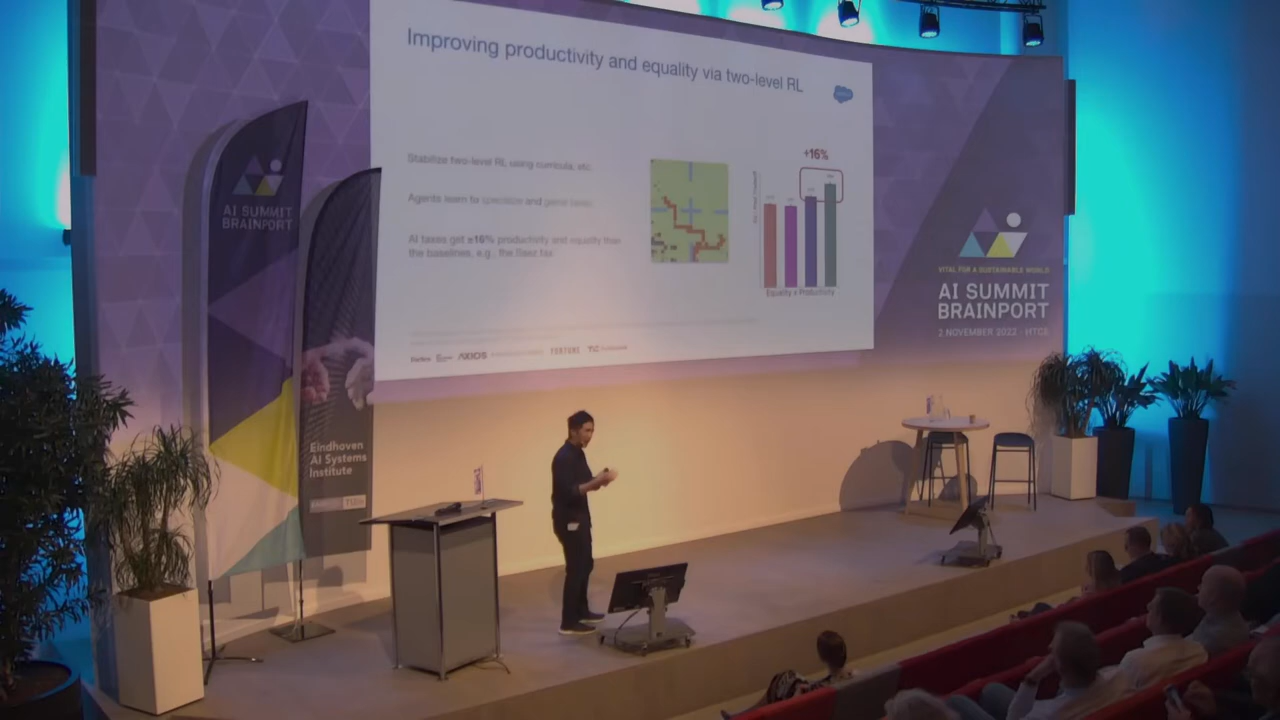 Improving productivity and equality via two-level RL
Stabilize two-level RL using curricula, etc.
Agents learn to specialize and game taxes
AI taxes get ≥16% productivity and equality than
the baselines, e.g., the Saez tax
+16%
Equality x Productivity
Forbes
AXIOS
FORTUNE
AI SUMMIT
BRAINPORT
Eindhoven
AI Systems
Institute
VITAL FOR A SUSTAINABLE WORLD
AI SUMMIT
BRAINPORT
2 NOVEMBER 2022 - HTCE